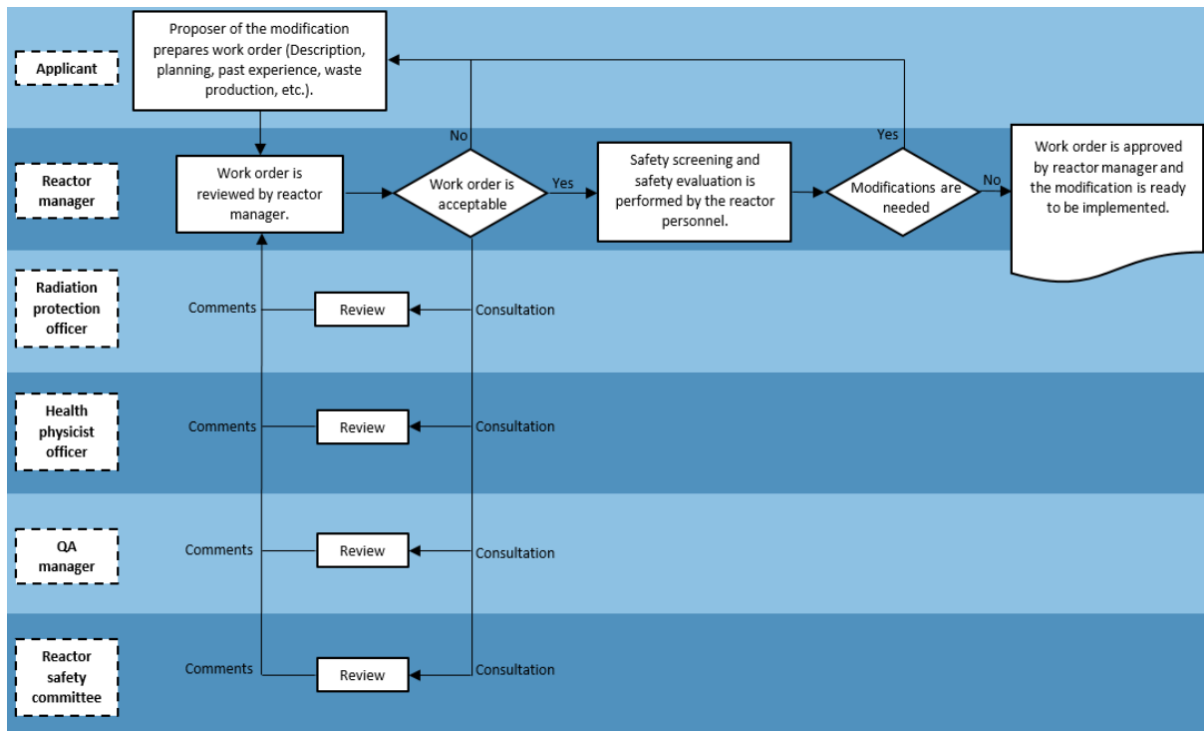 Applicant
Proposer of the modification
prepares work order (Description,
planning, past experience, waste
production, etc.).
No
Yes
Reactor
manager
Work order is
reviewed by reactor
manager.
Work order is
acceptable
Yes
Safety screening and
safety evaluation is
performed by the reactor
personnel.
Modifications are
needed
No
Work order is approved
by reactor manager and
the modification is ready
to be implemented.
Radiation
protection
officer
Comments
Review
Consultation
Health
physicist
officer
Comments
Review
Consultation
QA
manager
Comments
Review
Consultation
Reactor
safety
committee
Comments
Review
Consultation